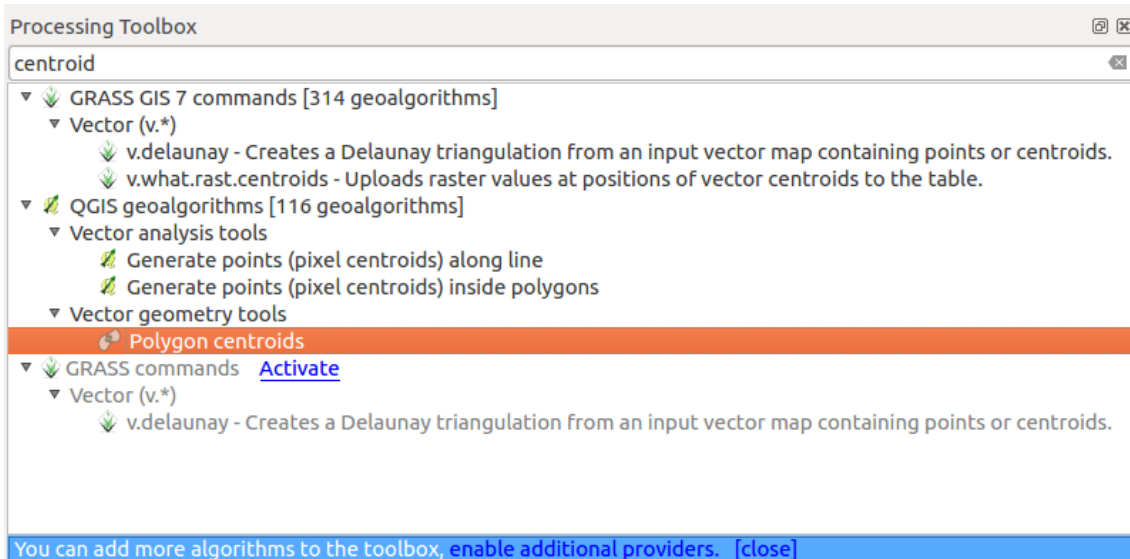 Processing Toolbox
centroid
GRASS GIS 7 commands [314 geoalgorithms]
Vector (v.*)
v.delaunay - Creates a Delaunay triangulation from an input vector map containing points or centroids.
v.what.rast.centroids - Uploads raster values at positions of vector centroids to the table.
QGIS geoalgorithms [116 geoalgorithms]
Vector analysis tools
Generate points (pixel centroids) along line
Generate points (pixel centroids) inside polygons
Vector geometry tools
Polygon centroids
GRASS commands Activate
Vector (v.*)
v.delaunay - Creates a Delaunay triangulation from an input vector map containing points or centroids.
You can add more algorithms to the toolbox, enable additional providers. [close]